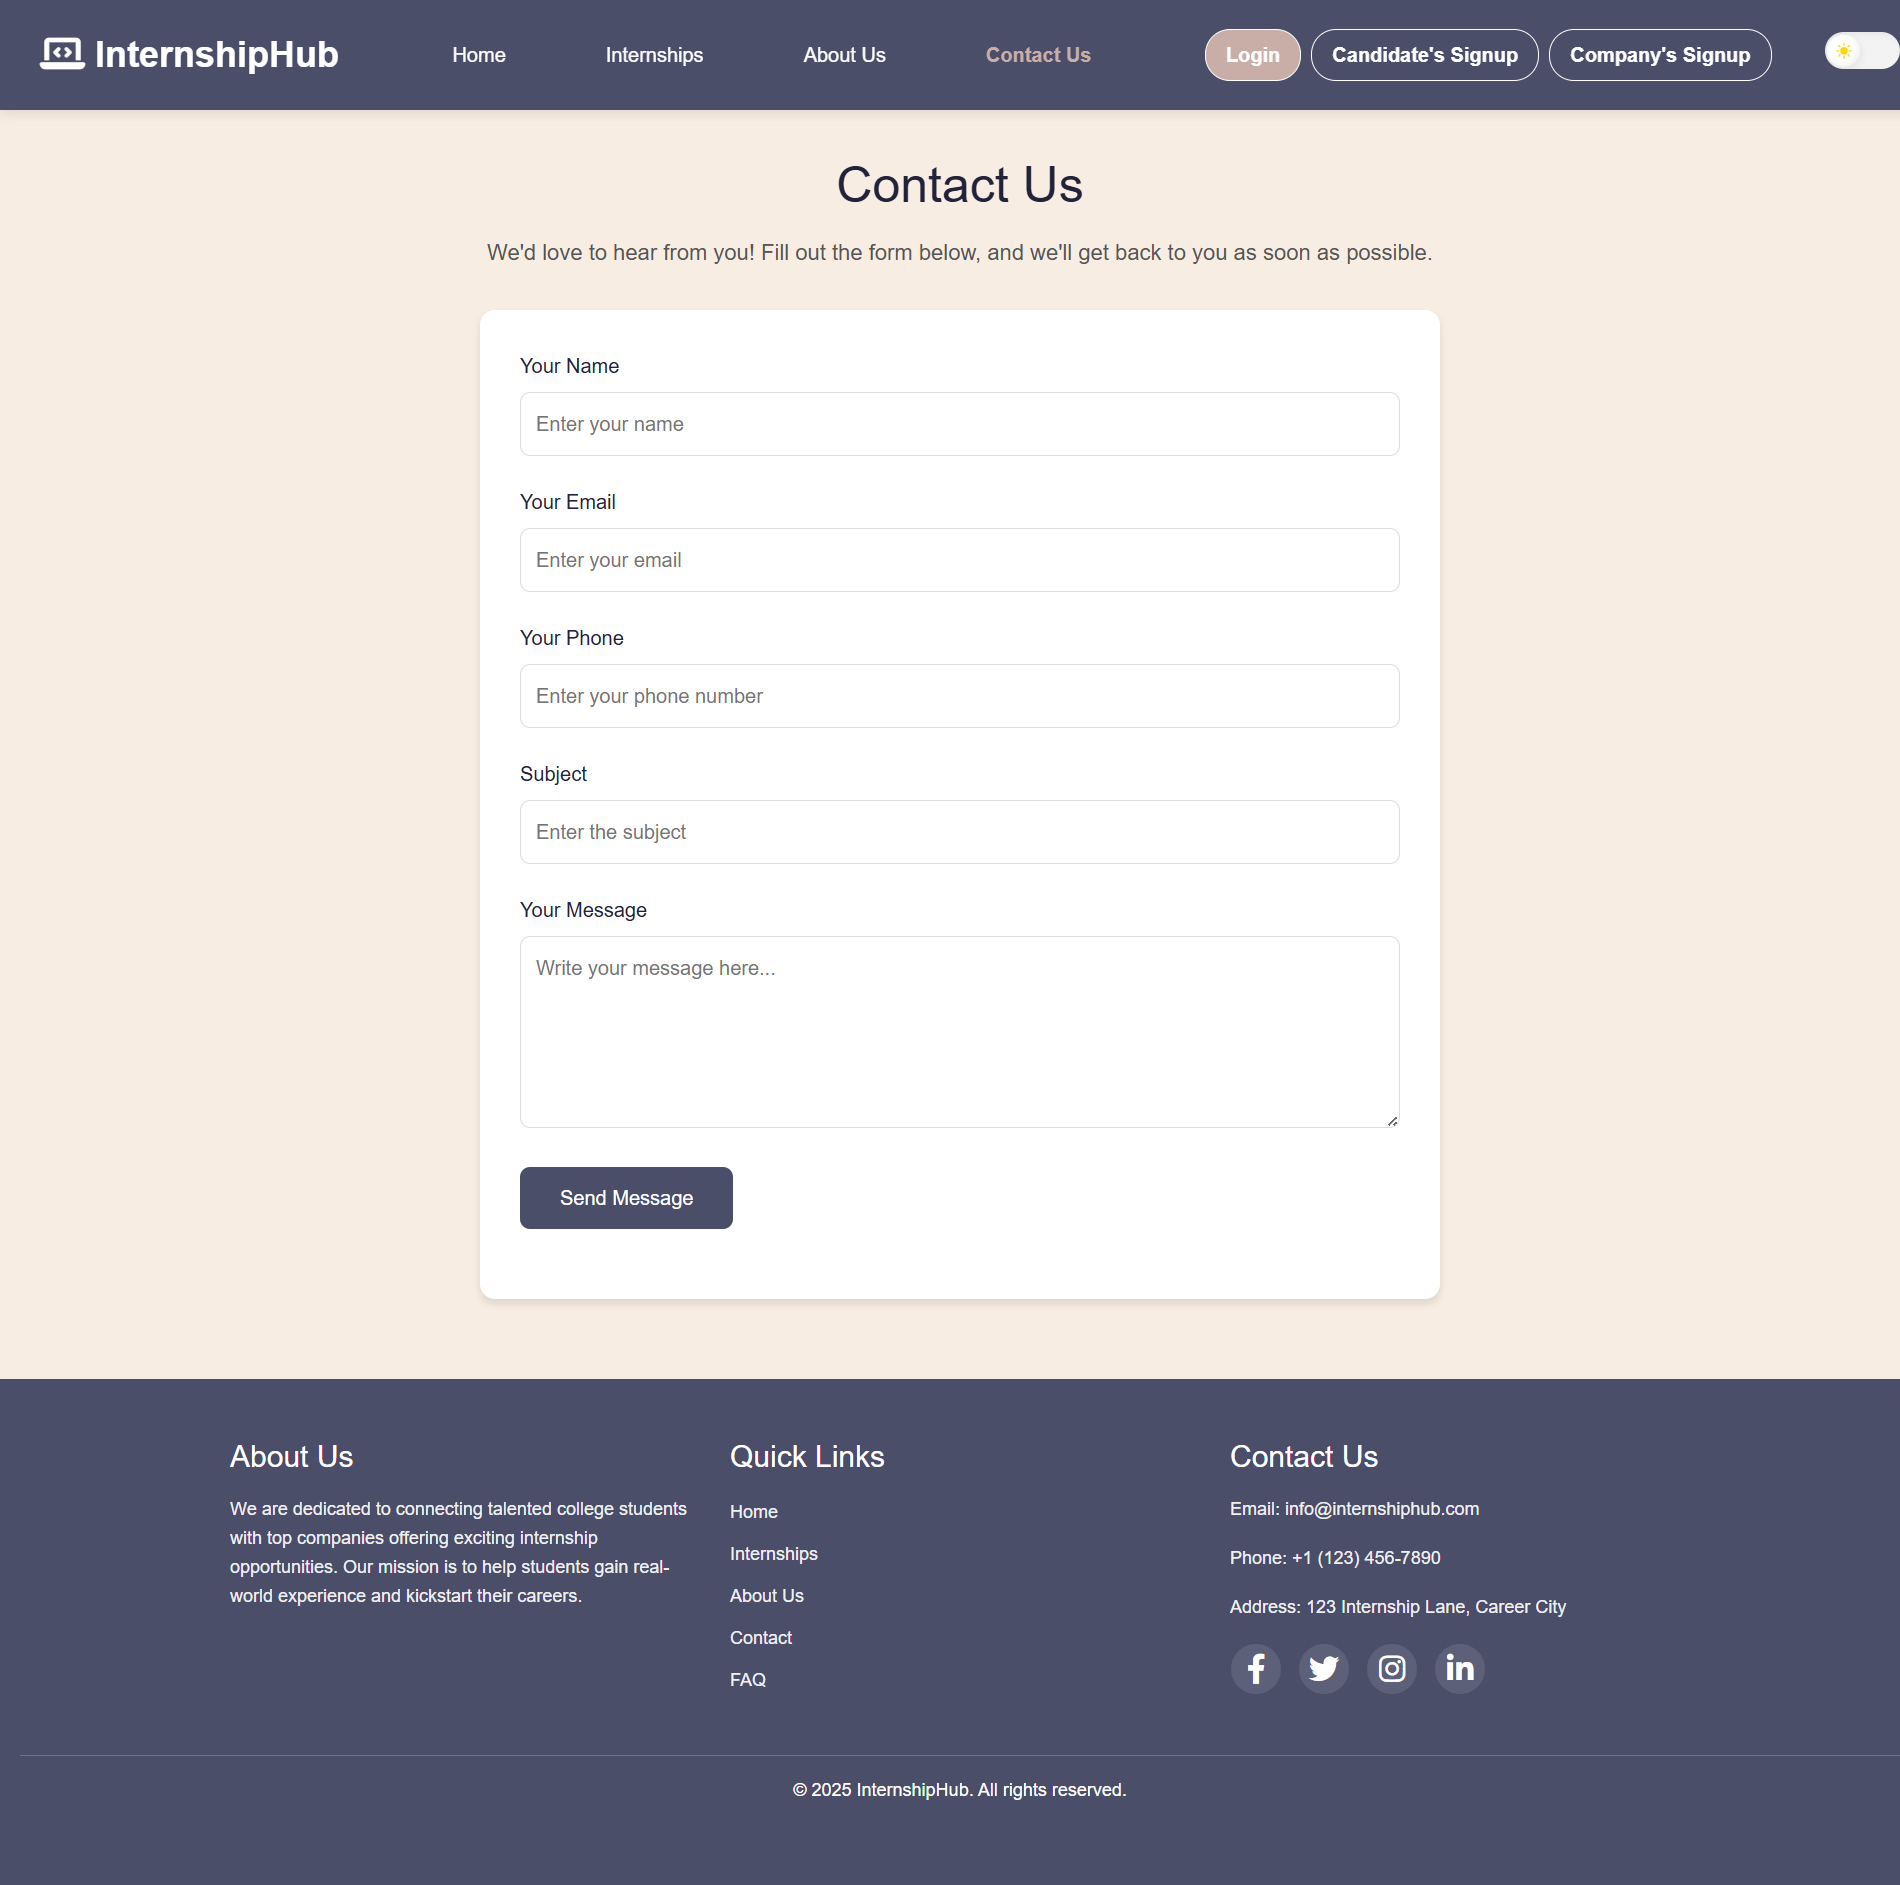 InternshipHub
Home
Internships
About Us
Contact Us
Login
Candidate's Signup
Company's Signup
Contact Us
We'd love to hear from you! Fill out the form below, and we'll get back to you as soon as possible.
Your Name
Enter your name
Your Email
Enter your email
Your Phone
Enter your phone number
Subject
Enter the subject
Your Message
Write your message here...
Send Message
About Us
We are dedicated to connecting talented college students
with top companies offering exciting internship
opportunities. Our mission is to help students gain real-
world experience and kickstart their careers.
Quick Links
Home
Internships
About Us
Contact
FAQ
Contact Us
Email: info@internshiphub.com
Phone: +1 (123) 456-7890
Address: 123 Internship Lane, Career City
© 2025 InternshipHub. All rights reserved.